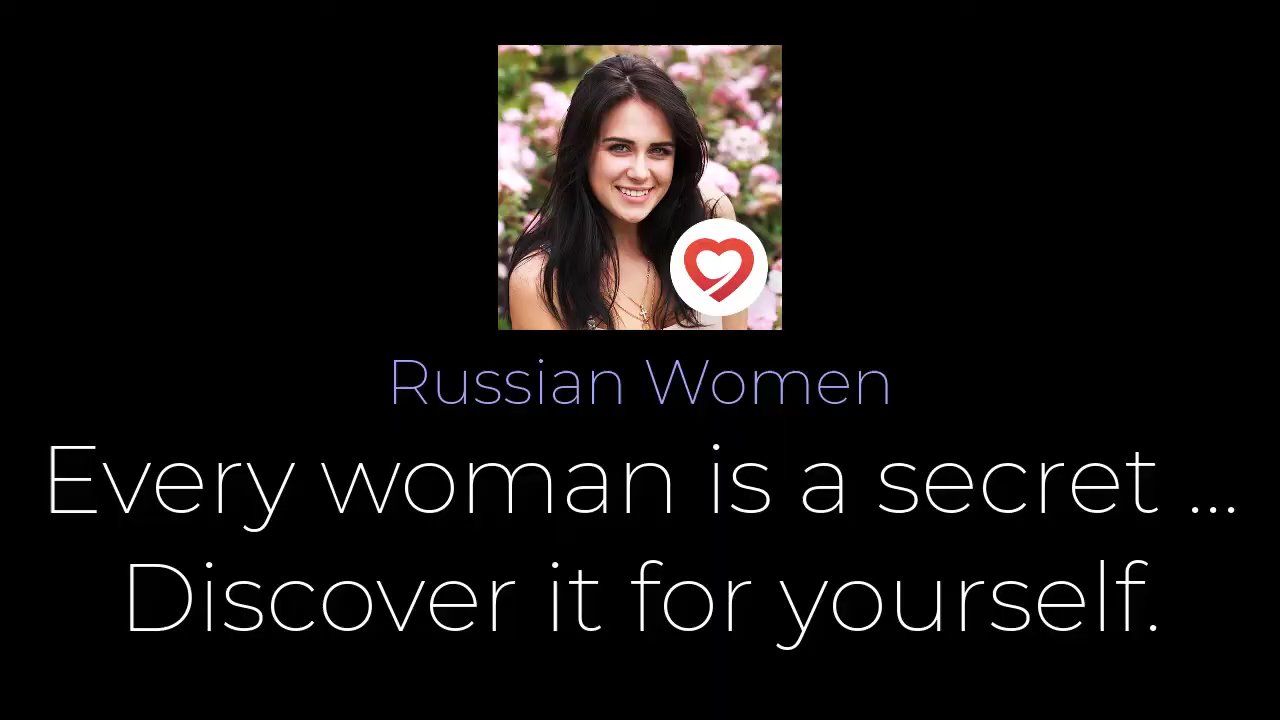 Russian Women
Every woman is a secret ...
Discover it for yourself.